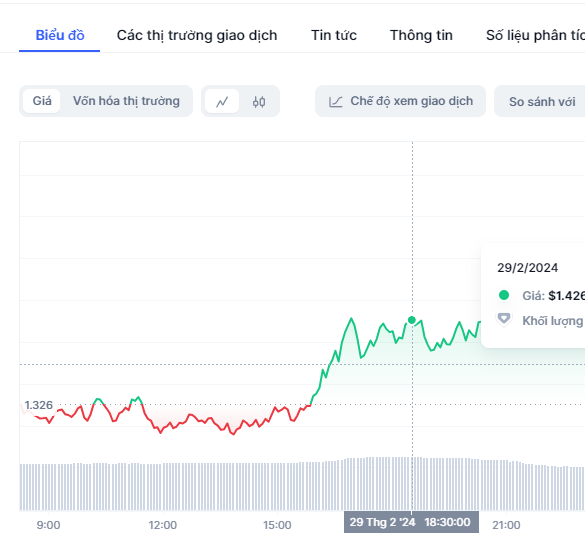 Biểu đồ Các thị trường giao dịch Tin tức Thông tin Số liệu phân tíc
Giá Vốn hóa thị trường Chế độ xem giao dịch So sánh với
29/2/2024
Giá: $1.426
Khối lượng
1.326
9:00 12:00 15:00 29 Thg 2 '24 18:30:00 21:00